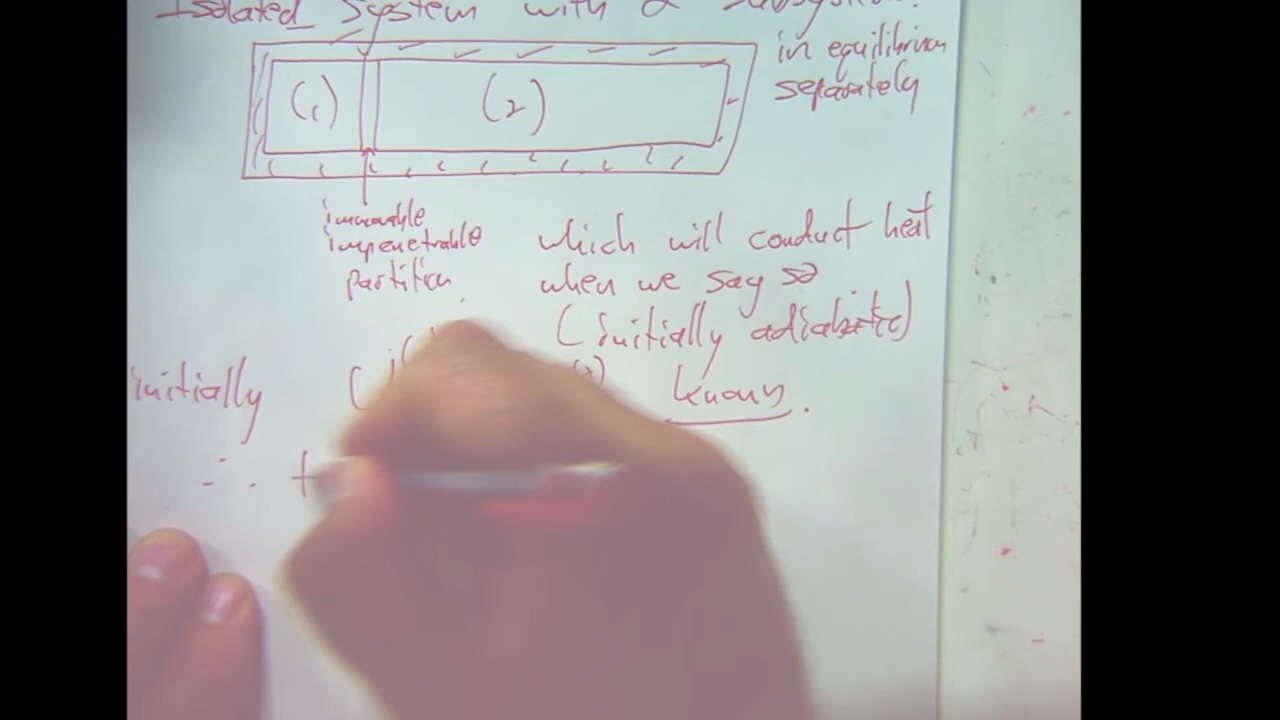 Isolated System with 2 subsystems.
in equilibrium
separately
(1) (2)
immovable
impenetrable
partition
which will conduct heat
when we say so
(initially adiabatic)
initially ( (2) known.
∴